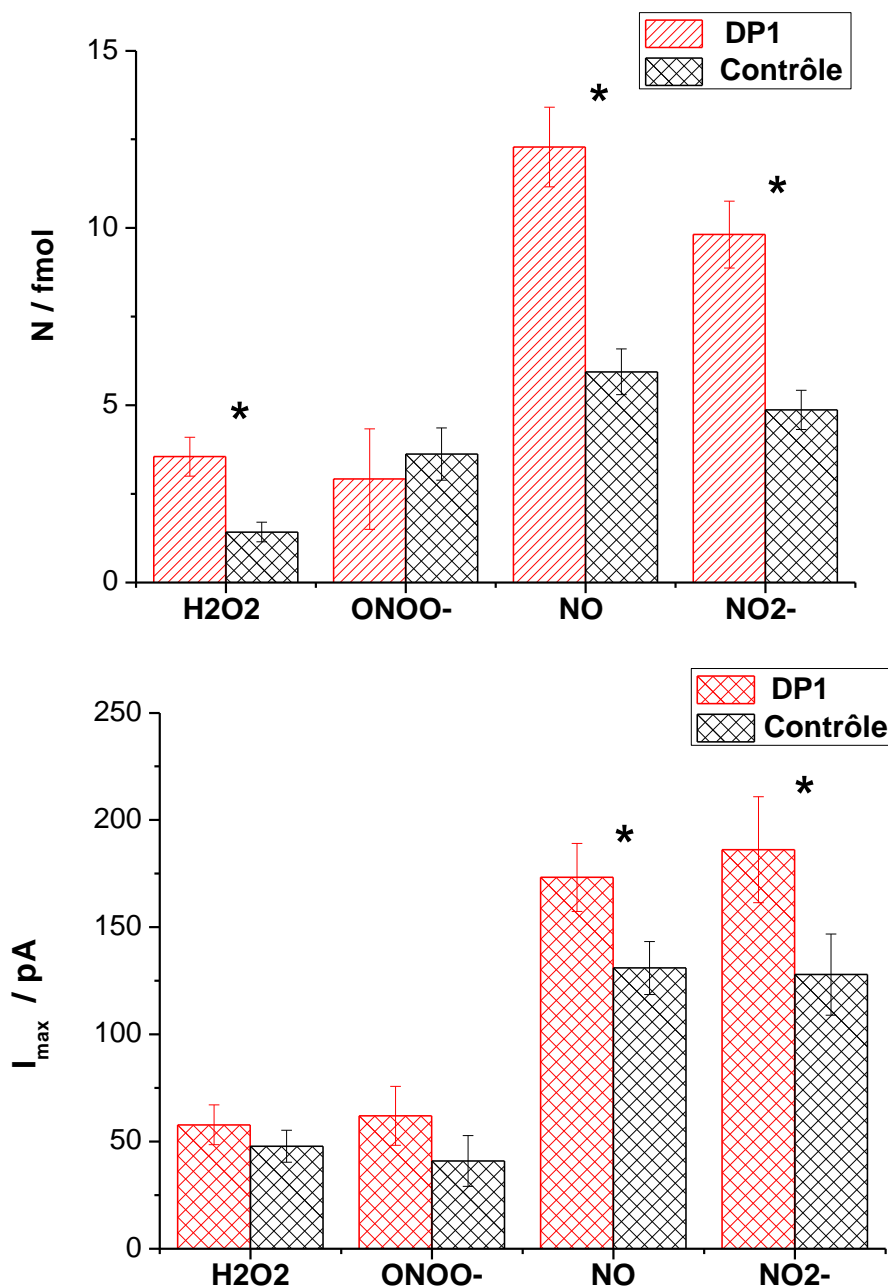 DP1
Contrôle
15
10
5
0
N / fmol
*
*
*
H2O2 ONOO- NO NO2-
DP1
Contrôle
250
200
150
100
50
0
I_max / pA
*
*
H2O2 ONOO- NO NO2-